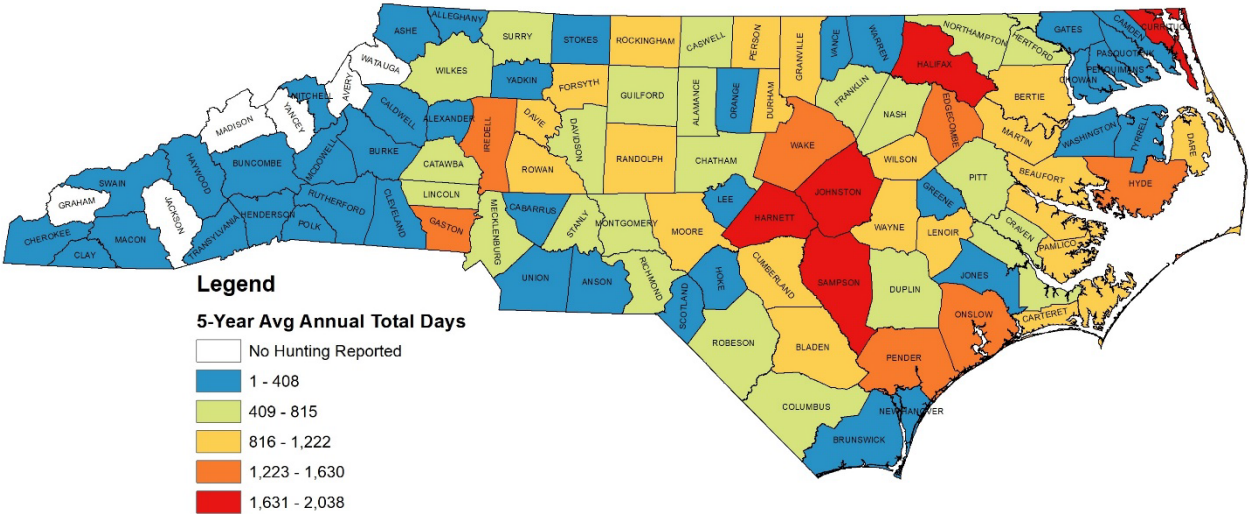 ALLEGHANY
ASHE
SURRY
STOKES
ROCKINGHAM
CASWELL
PERSON
GRANVILLE
VANCE
WARREN
HALIFAX
NORTHAMPTON
HERTFORD
GATES
CAMDEN
CURRITUCK
PASQUOTANK
PERQUIMANS
CHOWAN
WATAUGA
WILKES
YADKIN
FORSYTH
GUILFORD
ALAMANCE
ORANGE
DURHAM
FRANKLIN
NASH
EDGECOMBE
BERTIE
MARTIN
WASHINGTON
TYRRELL
DARE
MITCHELL
AVERY
YANCEY
MADISON
CALDWELL
ALEXANDER
IREDELL
DAVIE
DAVIDSON
RANDOLPH
CHATHAM
WAKE
WILSON
PITT
BEAUFORT
HYDE
BURKE
MCDOWELL
BUNCOMBE
HAYWOOD
SWAIN
CATAWBA
ROWAN
LINCOLN
JOHNSTON
GREENE
GRAHAM
JACKSON
RUTHERFORD
CLEVELAND
GASTON
MECKLENBURG
CABARRUS
STANLY
MONTGOMERY
MOORE
LEE
HARNETT
WAYNE
LENOIR
CRAVEN
PAMLICO
CHEROKEE
CLAY
MACON
TRANSYLVANIA
HENDERSON
POLK
UNION
ANSON
RICHMOND
SCOTLAND
HOKE
CUMBERLAND
SAMPSON
DUPLIN
JONES
ONSLOW
CARTERET
ROBESON
BLADEN
PENDER
COLUMBUS
NEW HANOVER
BRUNSWICK
Legend
5-Year Avg Annual Total Days
No Hunting Reported
1 - 408
409 - 815
816 - 1,222
1,223 - 1,630
1,631 - 2,038